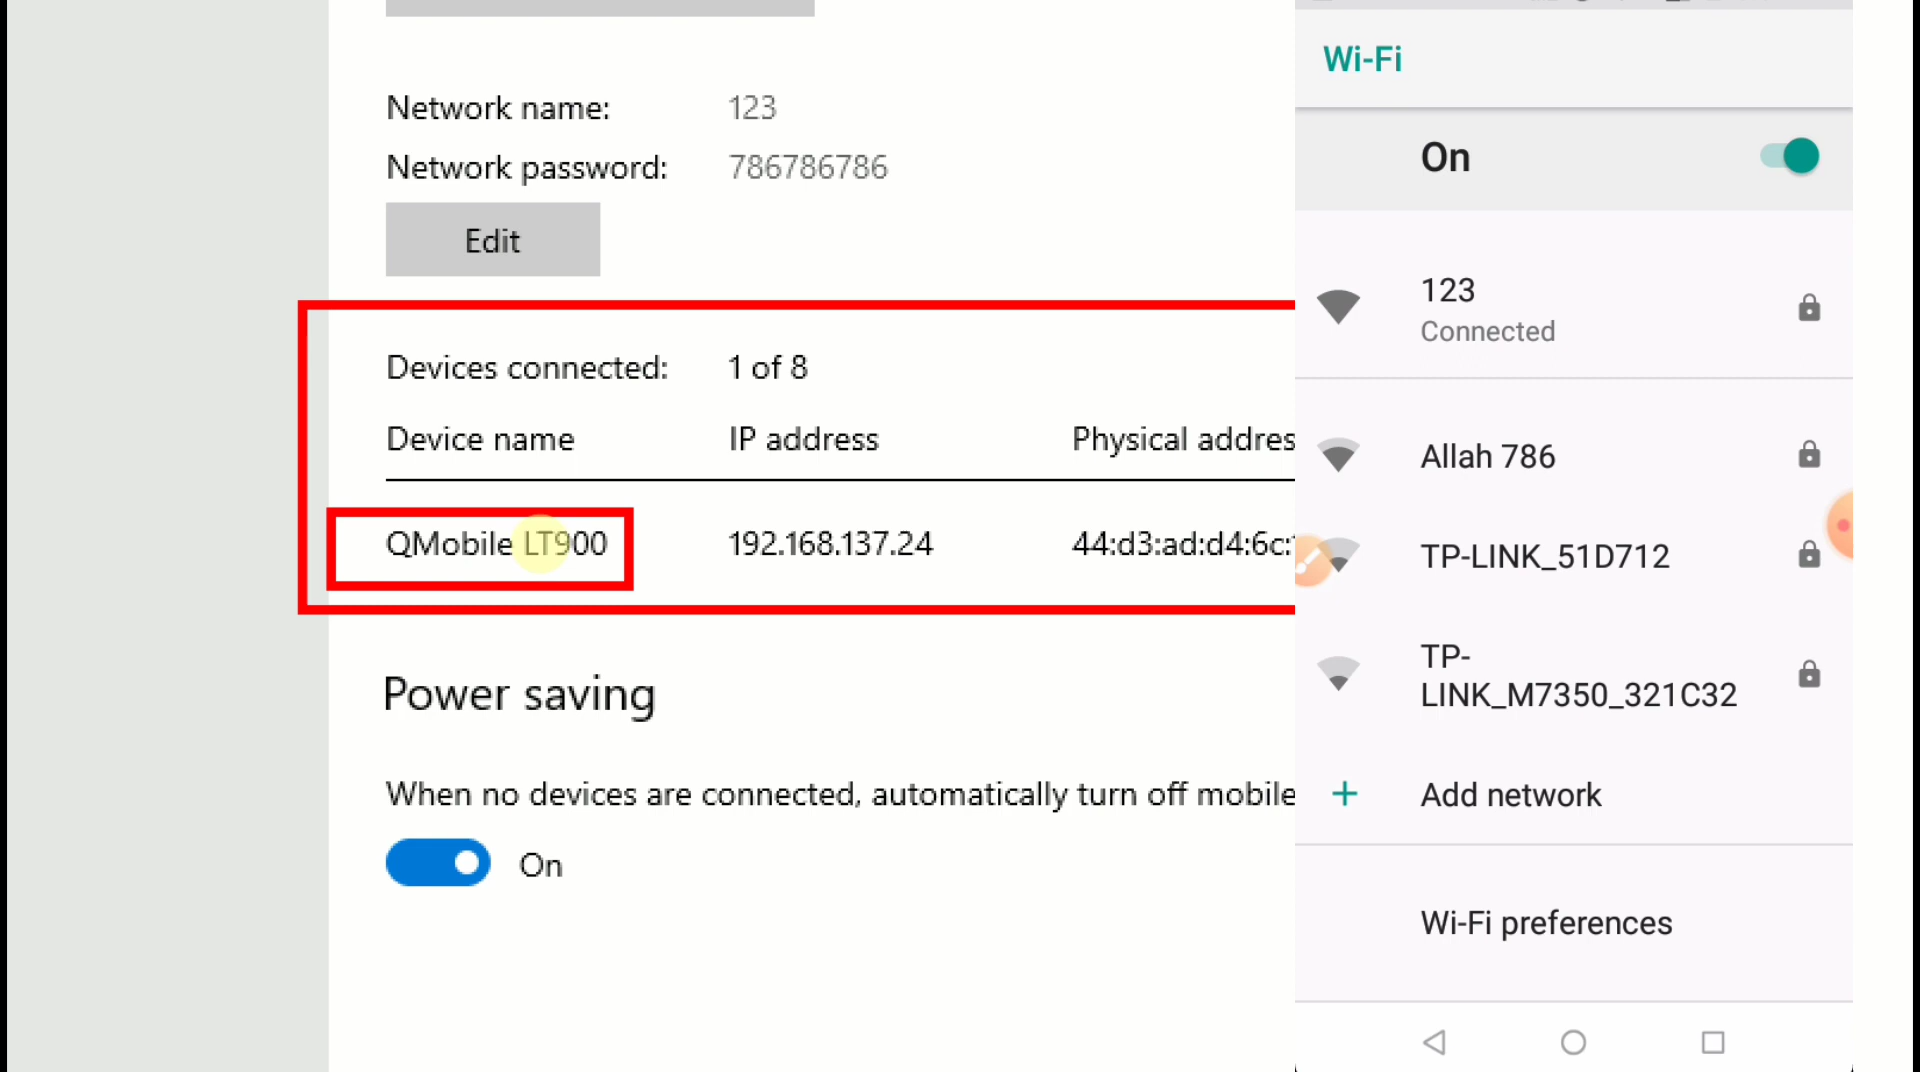 Network name: 123
Network password: 786786786
Edit
Devices connected: 1 of 8
Device name IP address Physical addres
QMobile LT900 192.168.137.24 44:d3:ad:d4:6c:
Power saving
When no devices are connected, automatically turn off mobile
On
Wi-Fi
On
123
Connected
Allah 786
TP-LINK_51D712
TP-
LINK_M7350_321C32
Add network
Wi-Fi preferences